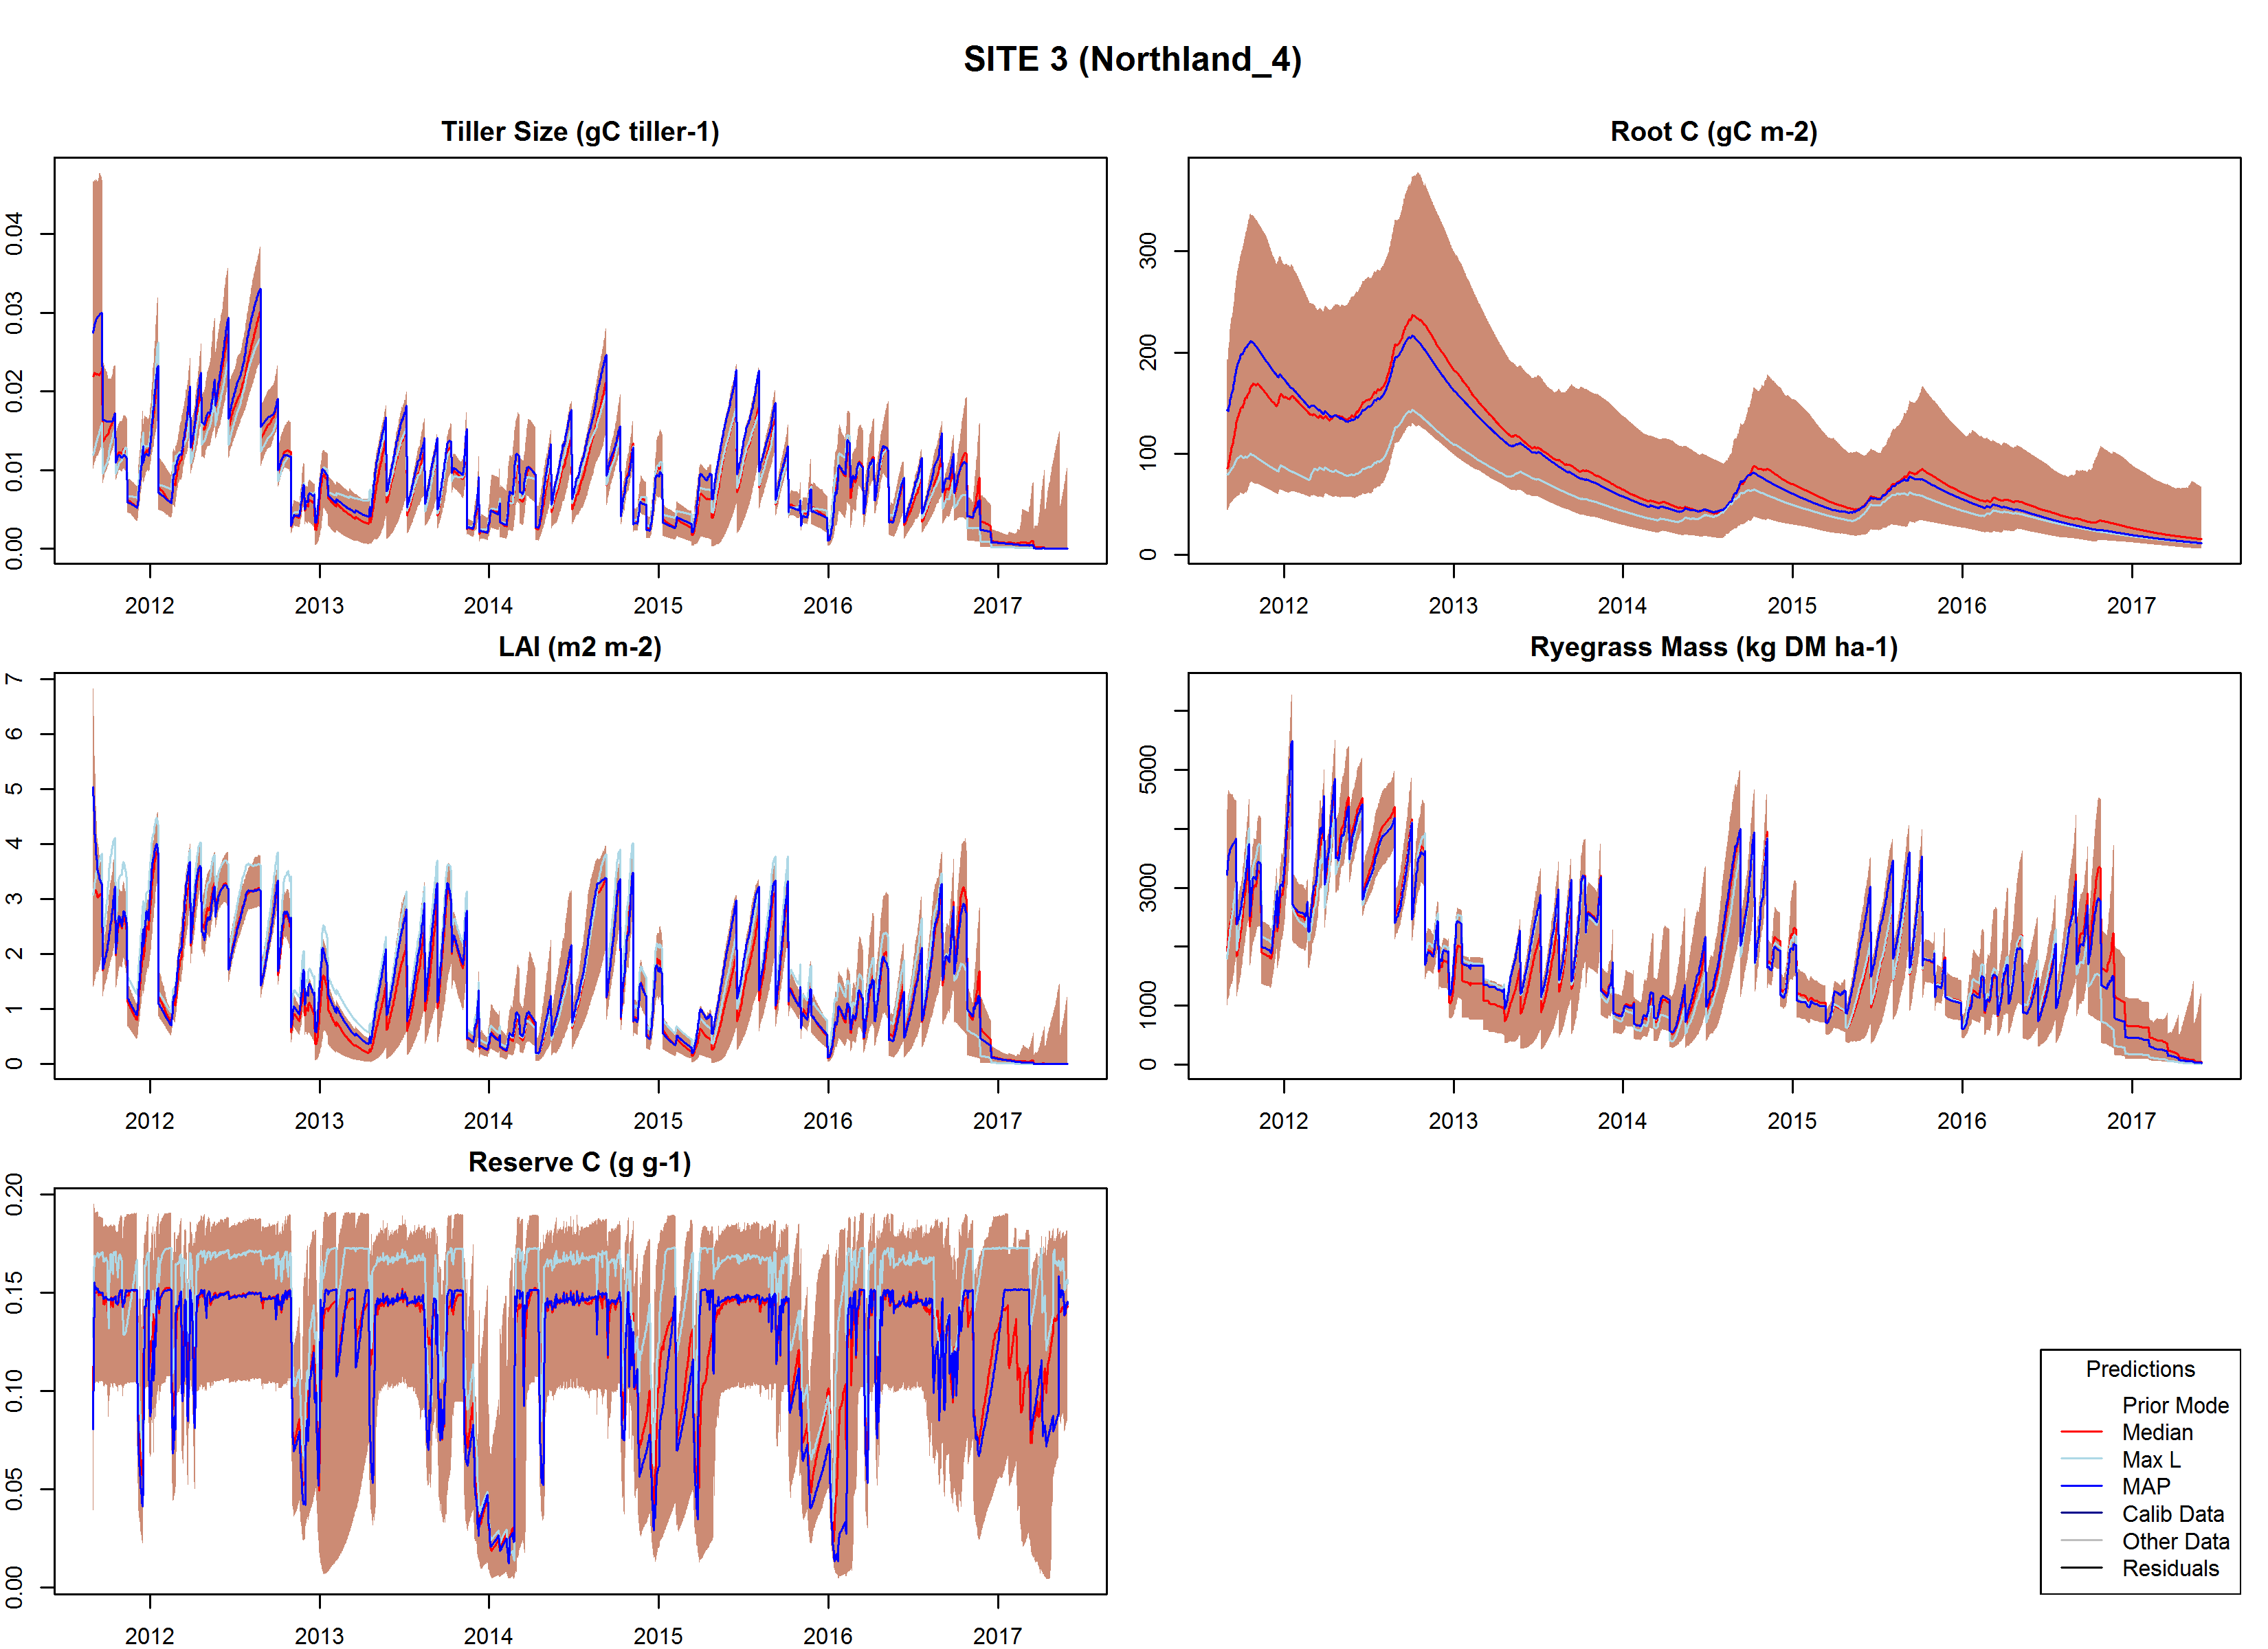 SITE 3 (Northland_4)
Tiller Size (gC tiller-1)
0.00 0.01 0.02 0.03 0.04
2012 2013 2014 2015 2016 2017
Root C (gC m-2)
0 100 200 300
2012 2013 2014 2015 2016 2017
LAI (m2 m-2)
0 1 2 3 4 5 6 7
2012 2013 2014 2015 2016 2017
Ryegrass Mass (kg DM ha-1)
0 1000 3000 5000
2012 2013 2014 2015 2016 2017
Reserve C (g g-1)
0.00 0.05 0.10 0.15 0.20
2012 2013 2014 2015 2016 2017
Predictions
Prior Mode
Median
Max L
MAP
Calib Data
Other Data
Residuals